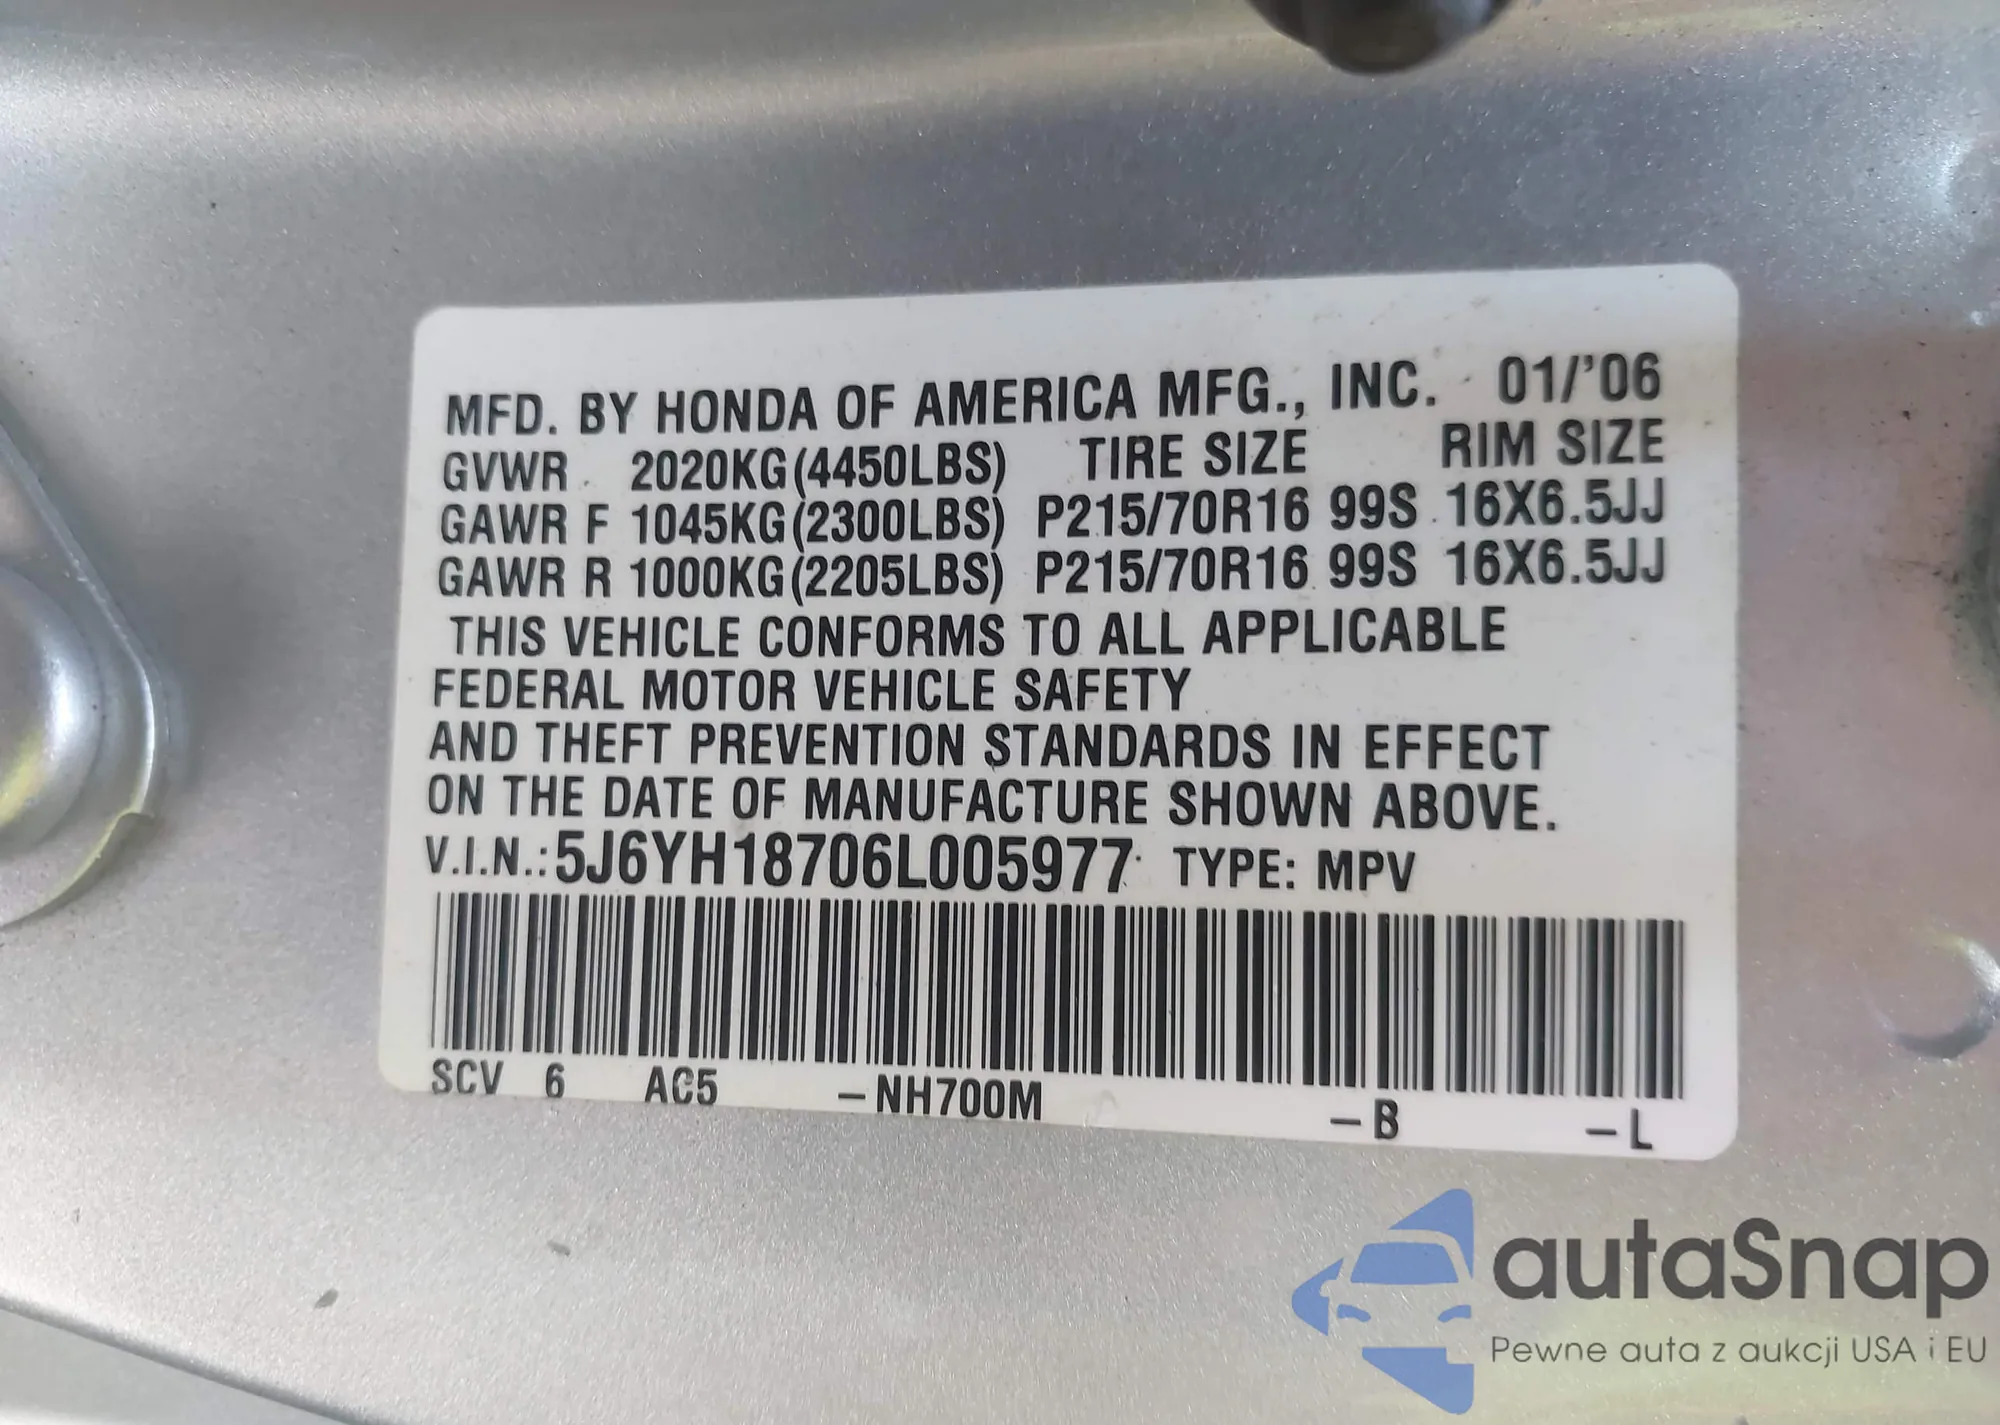 MFD. BY HONDA OF AMERICA MFG., INC. 01/'06
GVWR 2020KG(4450LBS) TIRE SIZE RIM SIZE
GAWR F 1045KG(2300LBS) P215/70R16 99S 16X6.5JJ
GAWR R 1000KG(2205LBS) P215/70R16 99S 16X6.5JJ
THIS VEHICLE CONFORMS TO ALL APPLICABLE
FEDERAL MOTOR VEHICLE SAFETY
AND THEFT PREVENTION STANDARDS IN EFFECT
ON THE DATE OF MANUFACTURE SHOWN ABOVE.
V.I.N.: 5J6YH18706L005977 TYPE: MPV
SCV 6 AC5 -NH700M -B -L
autaSnap
Pewne auta z aukcji USA i EU